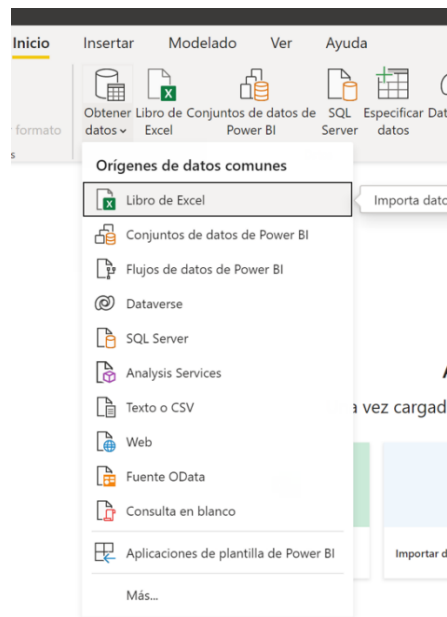 Inicio Insertar Modelado Ver Ayuda
Obtener Libro de Conjuntos de datos de SQL Especificar
formato datos Excel Power BI Server datos
s
Orígenes de datos comunes
Libro de Excel
Importa dato
Conjuntos de datos de Power BI
Flujos de datos de Power BI
Dataverse
SQL Server
Analysis Services
Texto o CSV
a vez cargad
Web
Fuente OData
Consulta en blanco
Aplicaciones de plantilla de Power BI
Importar d
Más...